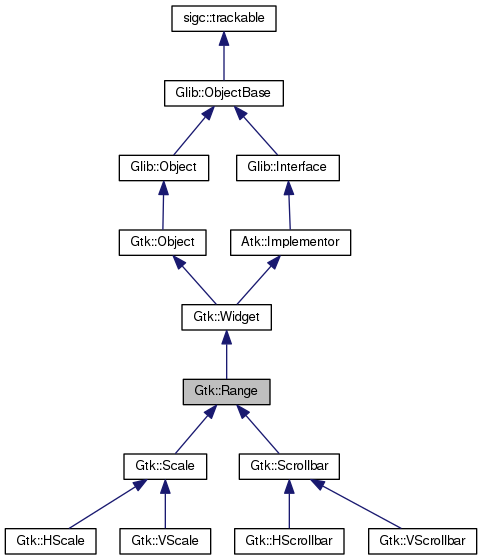 sigc::trackable
Glib::ObjectBase
Glib::Object
Glib::Interface
Gtk::Object
Atk::Implementor
Gtk::Widget
Gtk::Range
Gtk::Scale
Gtk::Scrollbar
Gtk::HScale
Gtk::VScale
Gtk::HScrollbar
Gtk::VScrollbar